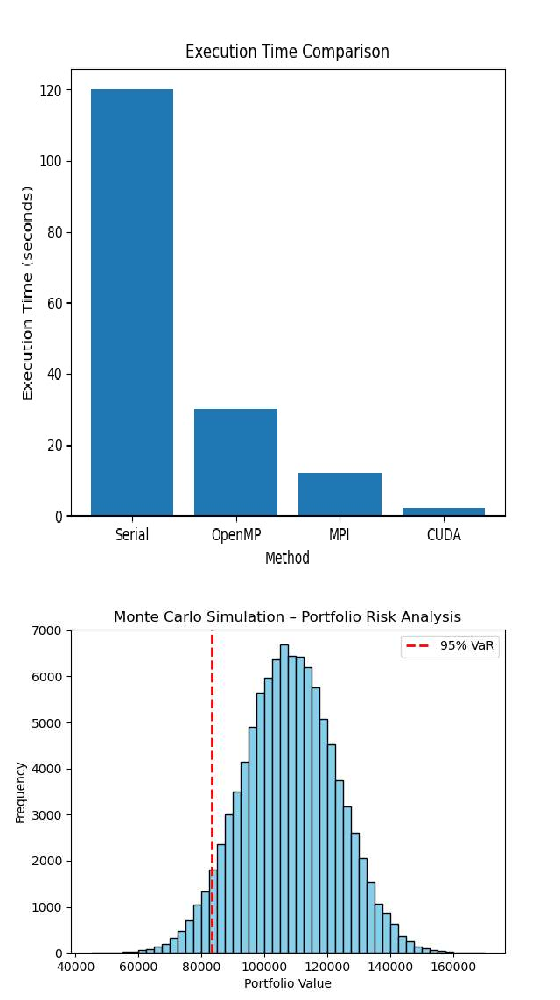 Execution Time Comparison
Execution Time (seconds)
120
100
80
60
40
20
0
Serial OpenMP MPI CUDA
Method
Monte Carlo Simulation – Portfolio Risk Analysis
95% VaR
Frequency
7000
6000
5000
4000
3000
2000
1000
0
40000 60000 80000 100000 120000 140000 160000
Portfolio Value